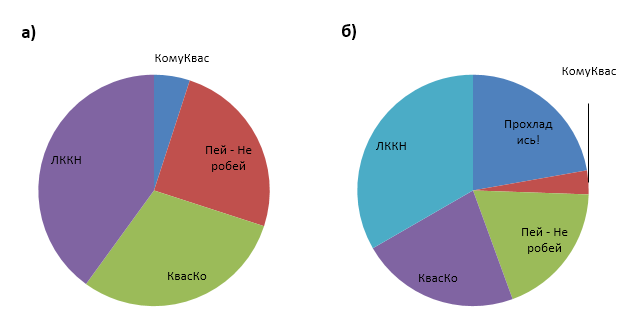 а)
КомуКвас
Пей - Не
робей
КвасКо
ЛККН
б)
КомуКвас
Прохлад
ись!
Пей - Не
робей
КвасКо
ЛККН